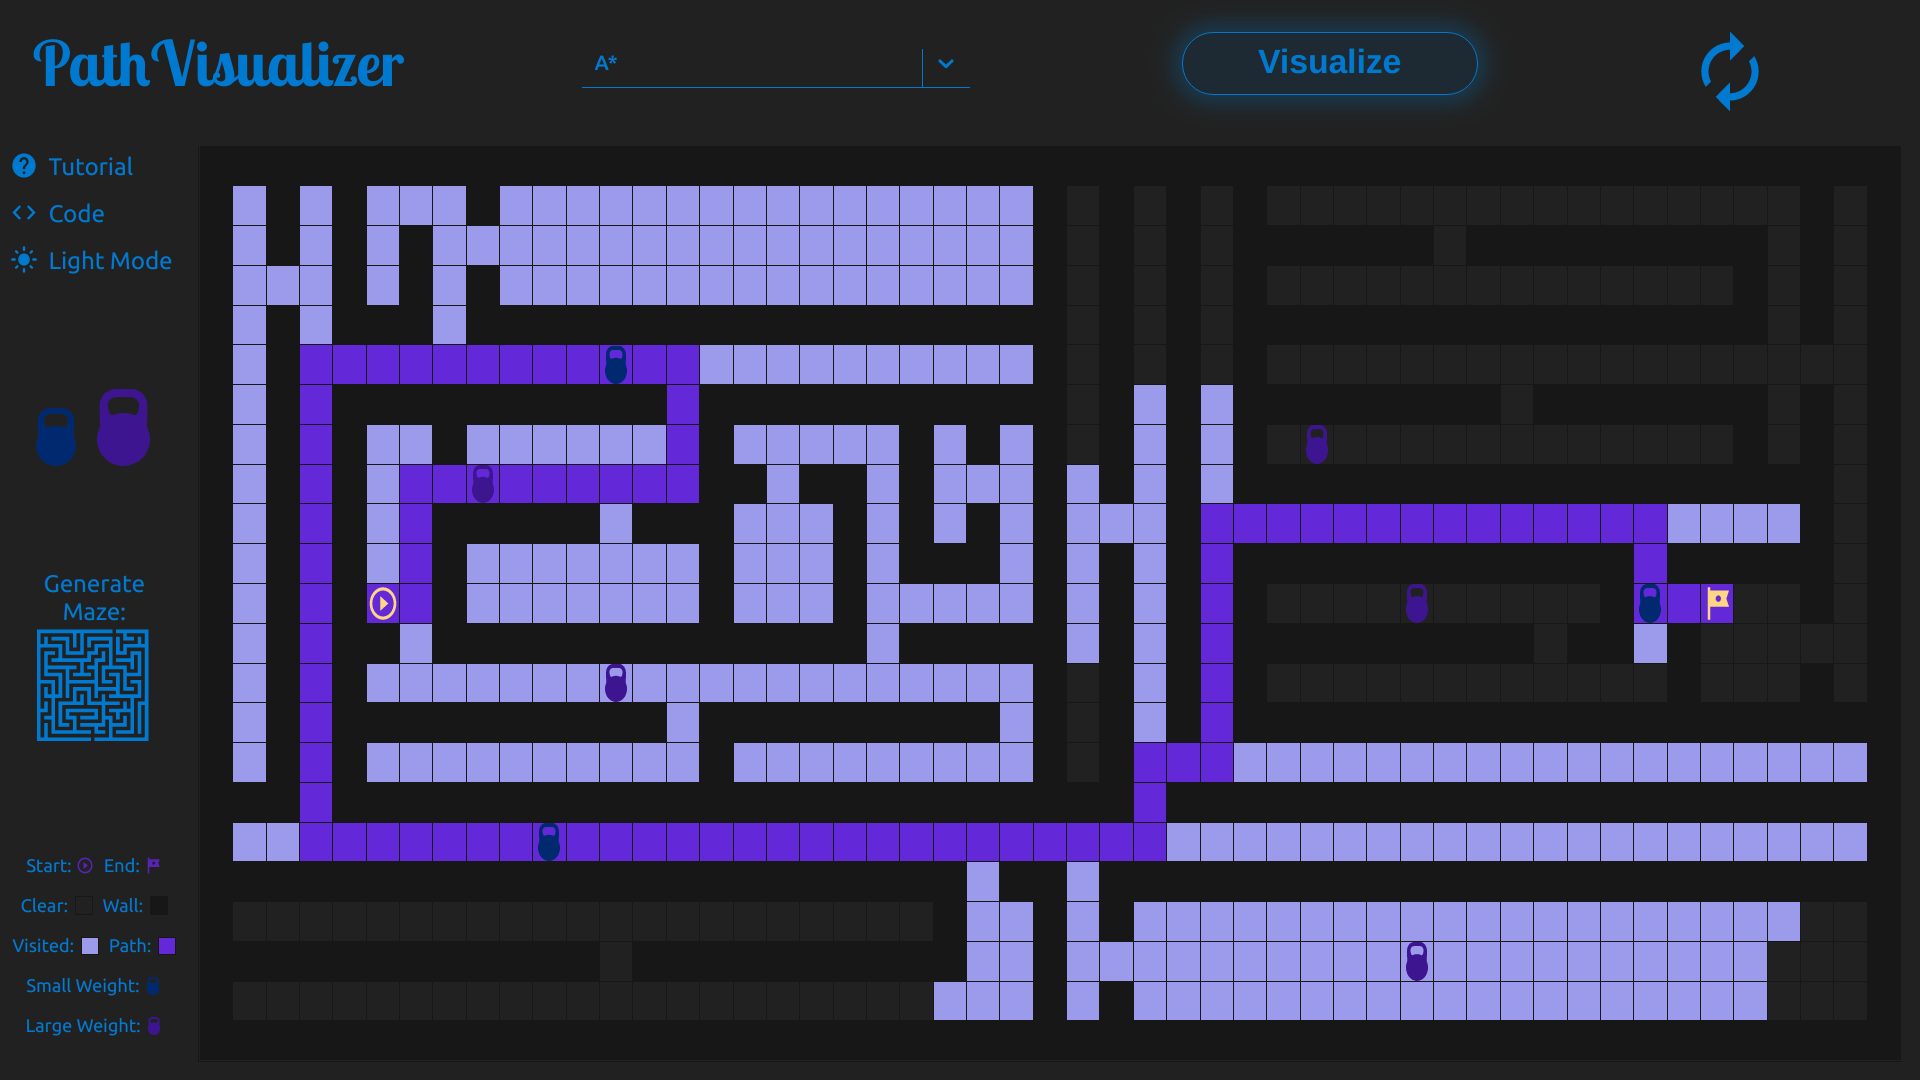 PathVisualizer
A*
Visualize
Tutorial
Code
Light Mode
Generate
Maze:
Start: End:
Clear: Wall:
Visited: Path:
Small Weight:
Large Weight: